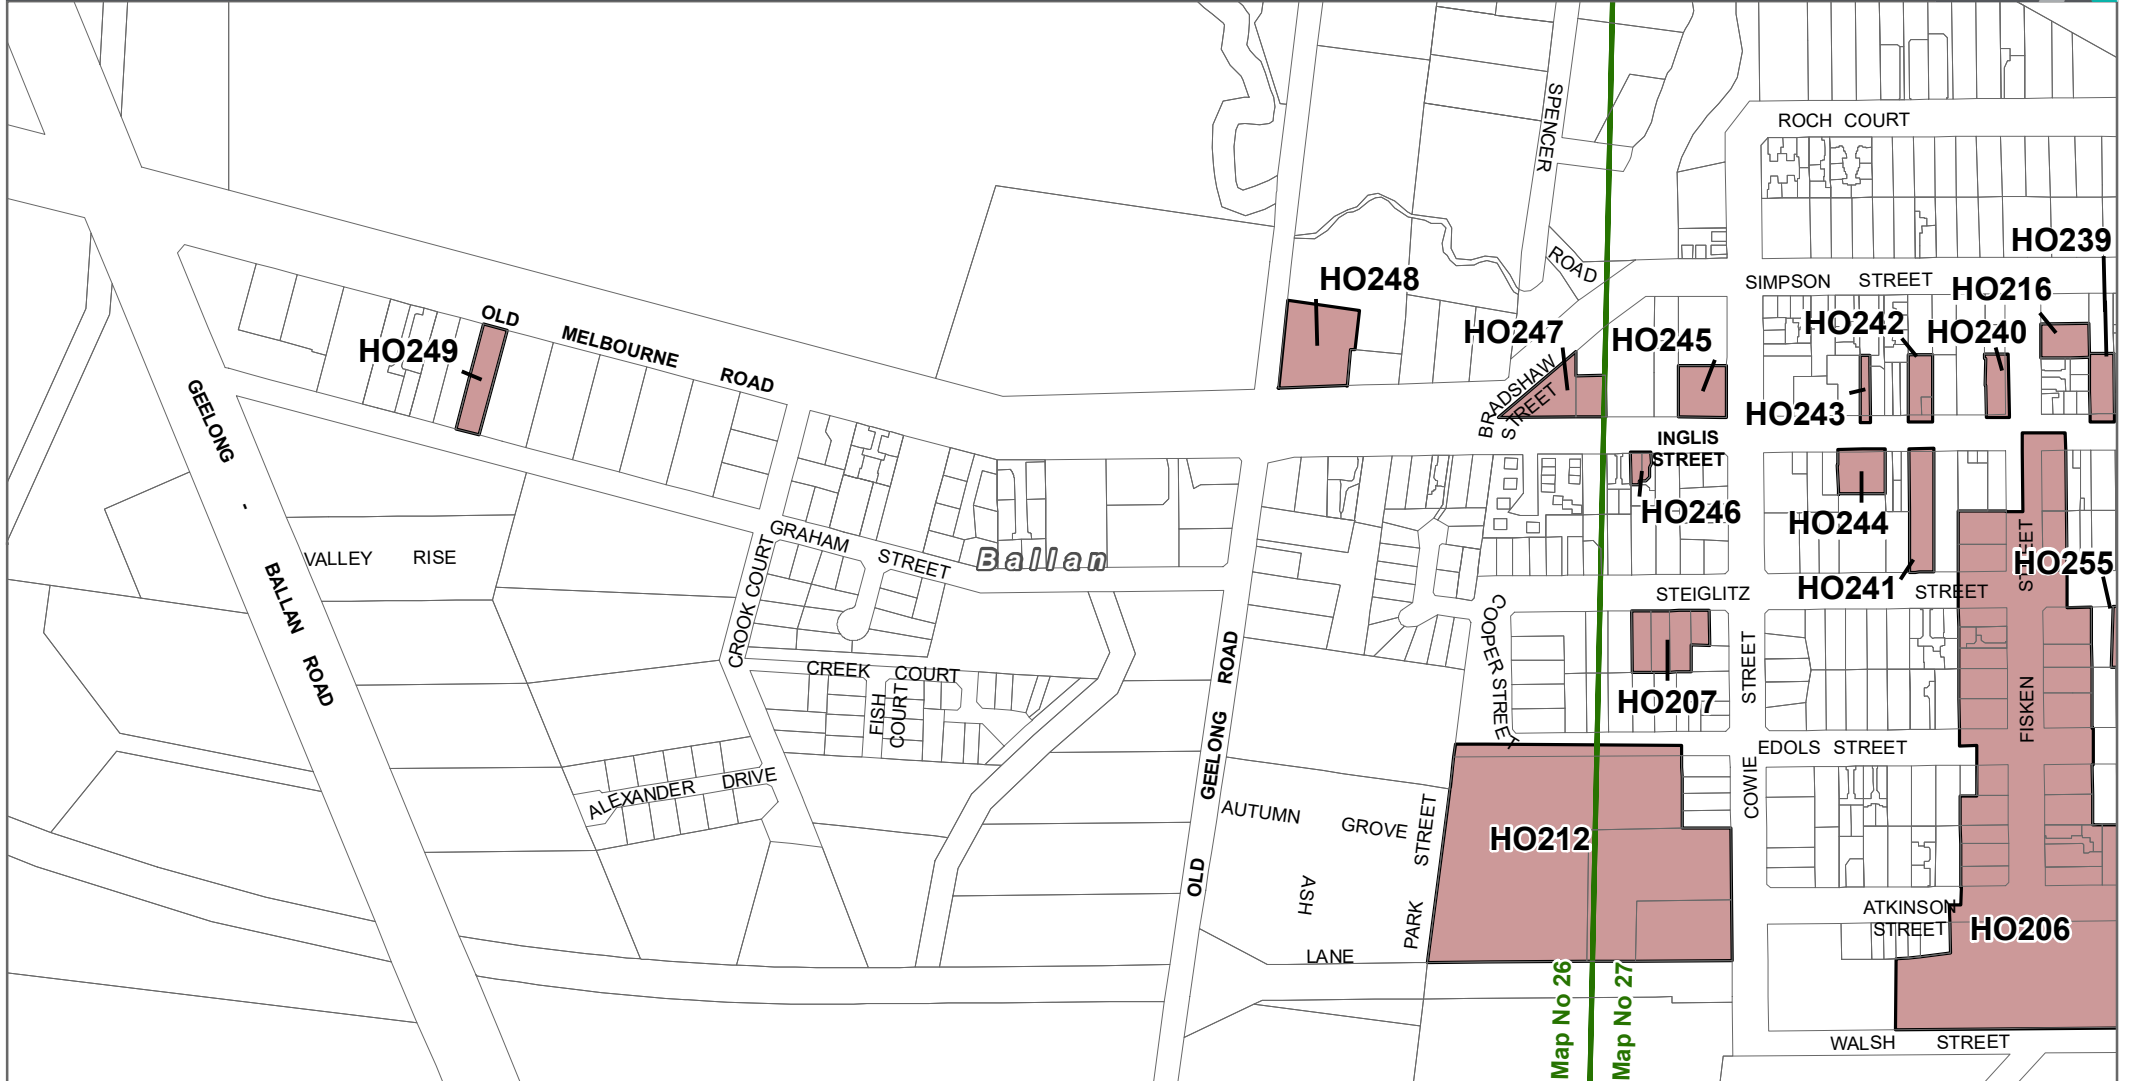 ROCH COURT
SPENCER
ROAD
HO239
SIMPSON STREET
HO216
HO248
HO247
HO245
HO242
HO240
OLD
MELBOURNE
ROAD
HO249
BRADSHAW
STREET
HO243
INGLIS
STREET
GEELONG
-
BALLAN
ROAD
HO246
HO244
STREET
HO255
GRAHAM
STREET
Ballan
VALLEY RISE
CROOK COURT
HO241
STREET
STEIGLITZ
COOPER STREET
CREEK COURT
FISH
COURT
OLD
GEELONG
ROAD
HO207
STREET
COWIE
FISKEN
EDOLS STREET
ALEXANDER DRIVE
AUTUMN GROVE
PARK
STREET
HO212
ASH
LANE
ATKINSON
STREET
HO206
Map No 26
Map No 27
WALSH STREET